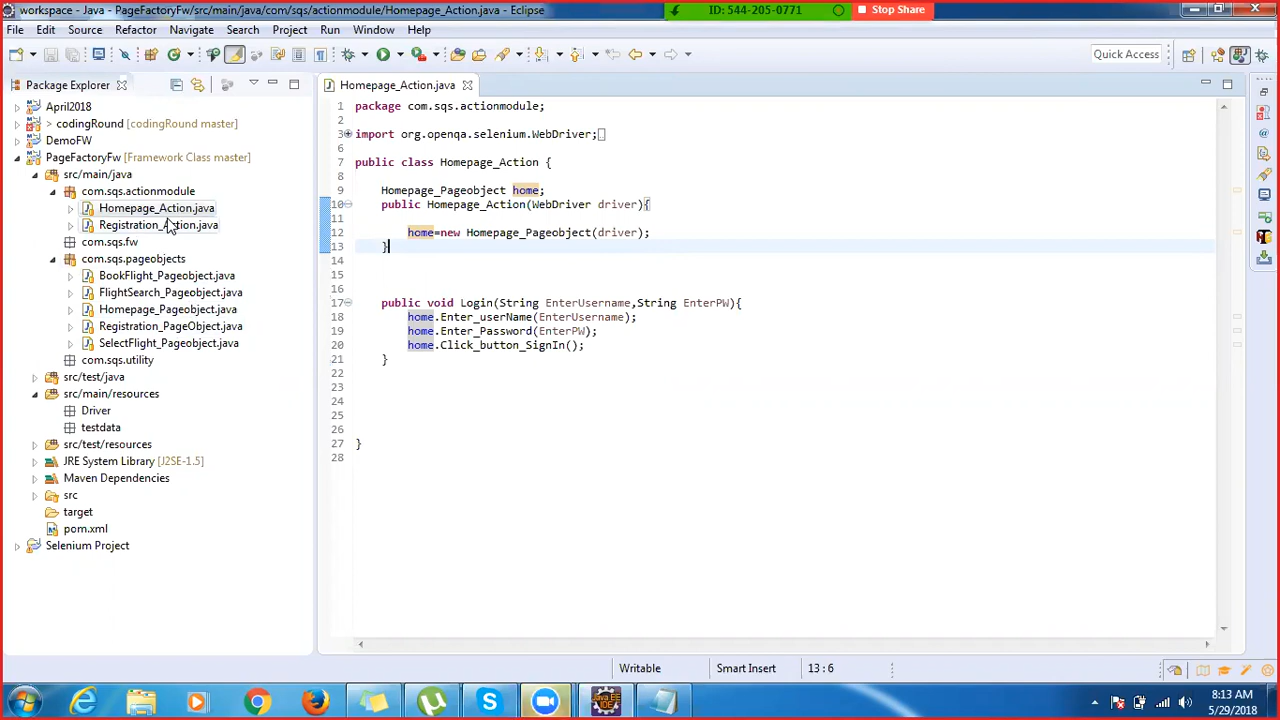 workspace - Java - PageFactoryFw/src/main/java/com/sqs/actionmodule/Homepage_Action.java - Eclipse
ID: 544-205-0771
Stop Share
File Edit Source Refactor Navigate Search Project Run Window Help
Quick Access
Package Explorer
Homepage_Action.java
April2018
> codingRound [codingRound master]
DemoFW
PageFactoryFw [Framework Class master]
src/main/java
com.sqs.actionmodule
Homepage_Action.java
Registration_Action.java
com.sqs.fw
com.sqs.pageobjects
BookFlight_Pageobject.java
FlightSearch_Pageobject.java
Homepage_Pageobject.java
Registration_PageObject.java
SelectFlight_Pageobject.java
com.sqs.utility
src/test/java
src/main/resources
Driver
testdata
src/test/resources
JRE System Library [J2SE-1.5]
Maven Dependencies
src
target
pom.xml
Selenium Project
1 package com.sqs.actionmodule;
2
3 import org.openqa.selenium.WebDriver;
6
7 public class Homepage_Action {
8
9 Homepage_Pageobject home;
10 public Homepage_Action(WebDriver driver){
11
12 home=new Homepage_Pageobject(driver);
13 }
14
15
16
17 public void Login(String EnterUsername,String EnterPW){
18 home.Enter_userName(EnterUsername);
19 home.Enter_Password(EnterPW);
20 home.Click_button_SignIn();
21 }
22
23
24
25
26
27 }
28
Writable Smart Insert 13 : 6
8:13 AM
5/29/2018